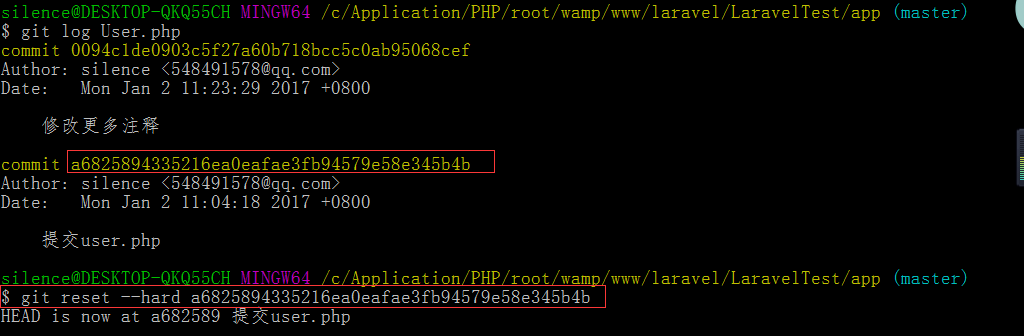 silence@DESKTOP-QKQ55CH MINGW64 /c/Application/PHP/root/wamp/www/laravel/LaravelTest/app (master)
$ git log User.php
commit 0094c1de0903c5f27a60b718bcc5c0ab95068cef
Author: silence <548491578@qq.com>
Date:   Mon Jan 2 11:23:29 2017 +0800
修改更多注释
commit a6825894335216ea0eafae3fb94579e58e345b4b
Author: silence <548491578@qq.com>
Date:   Mon Jan 2 11:04:18 2017 +0800
提交user.php
silence@DESKTOP-QKQ55CH MINGW64 /c/Application/PHP/root/wamp/www/laravel/LaravelTest/app (master)
$ git reset --hard a6825894335216ea0eafae3fb94579e58e345b4b
HEAD is now at a682589 提交user.php